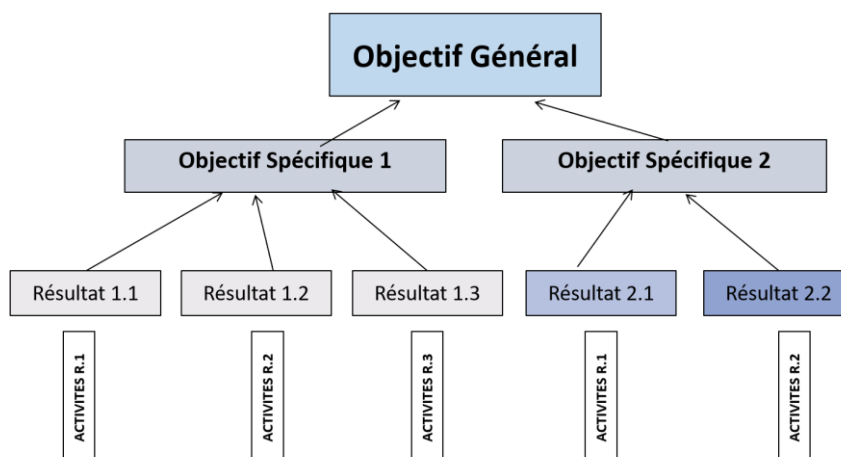 Objectif Général
Objectif Spécifique 1
Objectif Spécifique 2
Résultat 1.1
Résultat 1.2
Résultat 1.3
Résultat 2.1
Résultat 2.2
ACTIVITES R.1
ACTIVITES R.2
ACTIVITES R.3
ACTIVITES R.1
ACTIVITES R.2